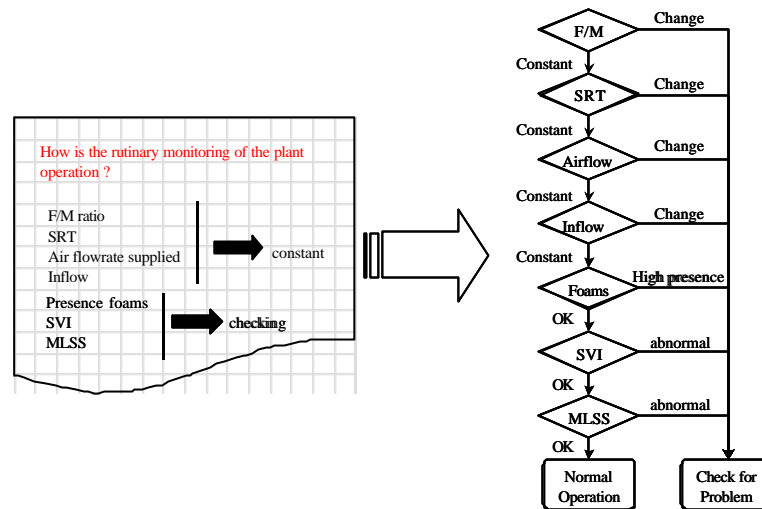 How is the rutinary monitoring of the plant
operation ?
F/M ratio
SRT
Air flowrate supplied
Inflow
constant
Presence foams
SVI
MLSS
checking
F/M
Change
Constant
SRT
Change
Constant
Airflow
Change
Constant
Inflow
Change
Constant
Foams
High presence
OK
SVI
abnormal
OK
MLSS
abnormal
OK
Normal
Operation
Check for
Problem